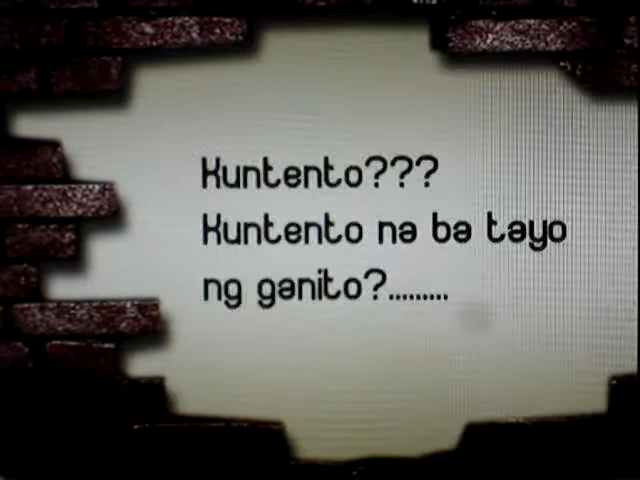 Kuntento???
Kuntento na ba tayo
ng ganito?.........